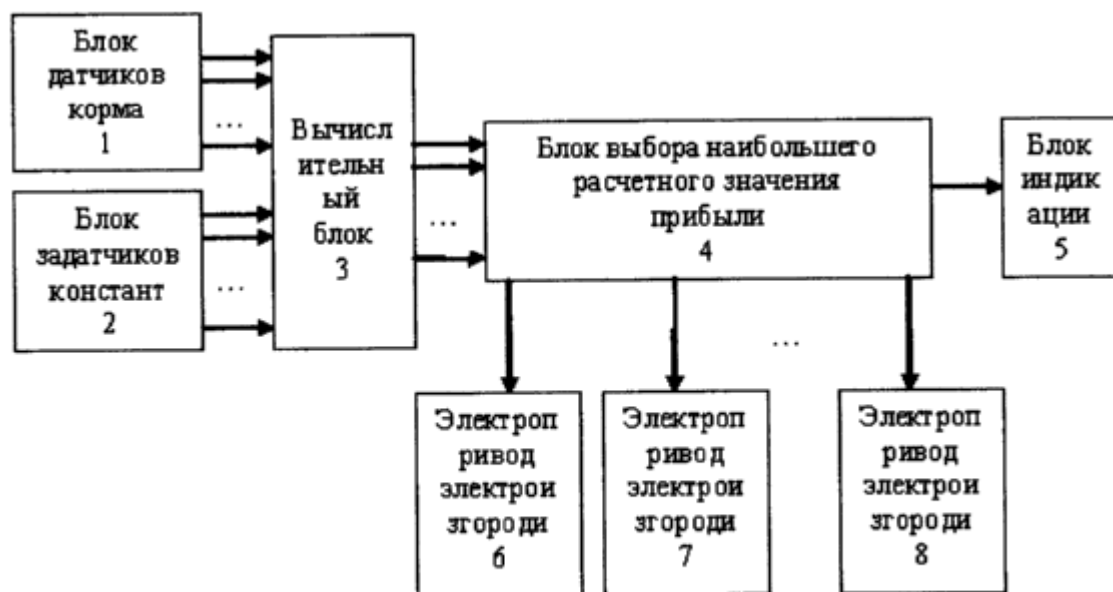 Блок
датчиков
корма
1
Блок
задатчиков
констант
2
Вычисл
ительн
ый
блок
3
Блок выбора наибольшего
расчетного значения
прибыли
4
Блок
индик
ации
5
Электроп
ривод
электрои
згороди
6
Электроп
ривод
электрои
згороди
7
Электроп
ривод
электрои
згороди
8
...
...
...
...